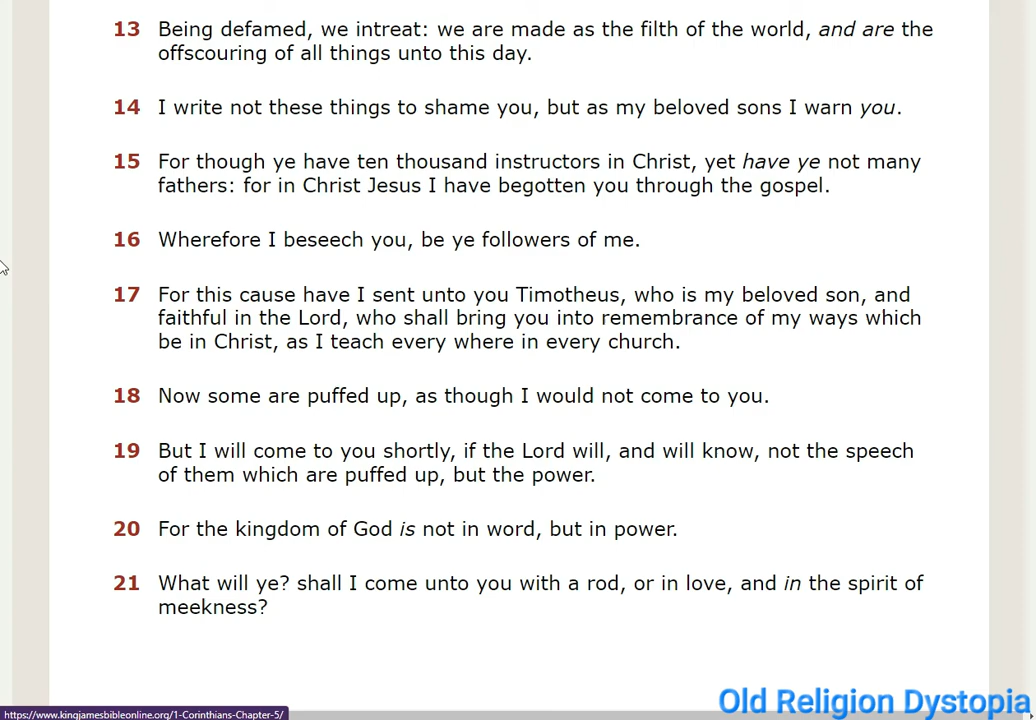 13 Being defamed, we intreat: we are made as the filth of the world, and are the
offscouring of all things unto this day.
14 I write not these things to shame you, but as my beloved sons I warn you.
15 For though ye have ten thousand instructors in Christ, yet have ye not many
fathers: for in Christ Jesus I have begotten you through the gospel.
16 Wherefore I beseech you, be ye followers of me.
17 For this cause have I sent unto you Timotheus, who is my beloved son, and
faithful in the Lord, who shall bring you into remembrance of my ways which
be in Christ, as I teach every where in every church.
18 Now some are puffed up, as though I would not come to you.
19 But I will come to you shortly, if the Lord will, and will know, not the speech
of them which are puffed up, but the power.
20 For the kingdom of God is not in word, but in power.
21 What will ye? shall I come unto you with a rod, or in love, and in the spirit of
meekness?
Old Religion Dystopia
https://www.kingjamesbibleonline.org/1-Corinthians-Chapter-5/